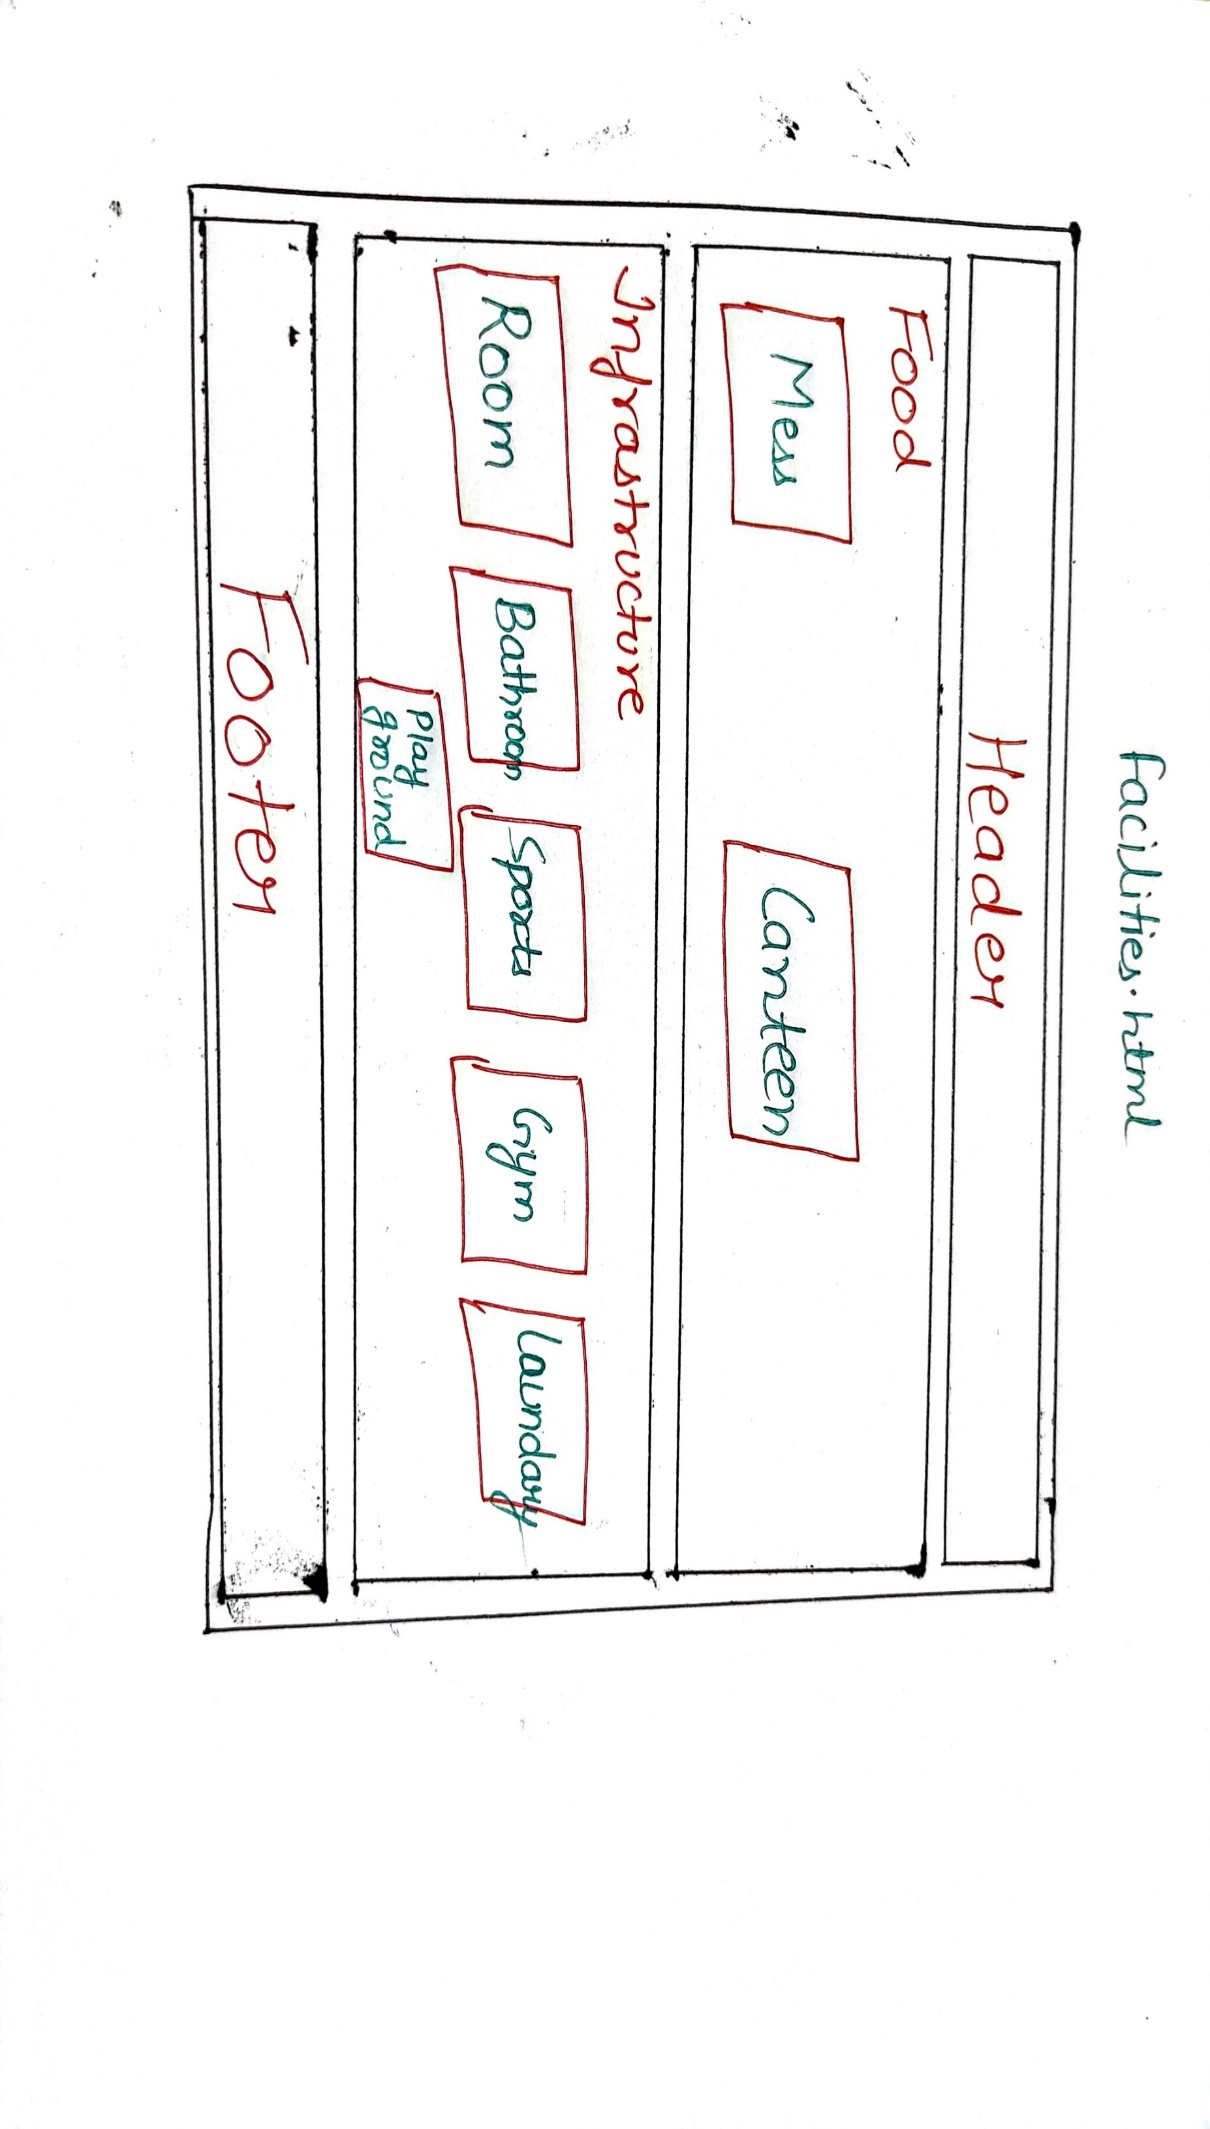 Facilities.html
Header
Food
Mess
Canteen
Infrastructure
Room
Bathroom
Sports
Gym
Laundary
Play
ground
Footer